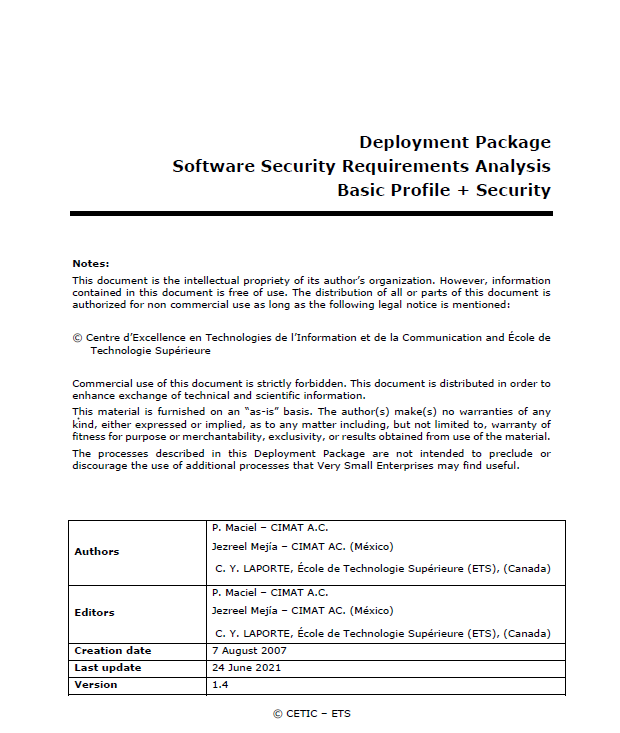 Deployment Package
Software Security Requirements Analysis
Basic Profile + Security
Notes:
This document is the intellectual propriety of its author's organization. However, information
contained in this document is free of use. The distribution of all or parts of this document is
authorized for non commercial use as long as the following legal notice is mentioned:
© Centre d'Excellence en Technologies de l'Information et de la Communication and École de
Technologie Supérieure
Commercial use of this document is strictly forbidden. This document is distributed in order to
enhance exchange of technical and scientific information.
This material is furnished on an "as-is" basis. The author(s) make(s) no warranties of any
kind, either expressed or implied, as to any matter including, but not limited to, warranty of
fitness for purpose or merchantability, exclusivity, or results obtained from use of the material.
The processes described in this Deployment Package are not intended to preclude or
discourage the use of additional processes that Very Small Enterprises may find useful.
Authors
P. Maciel – CIMAT A.C.
Jezreel Mejía – CIMAT AC. (México)
C. Y. LAPORTE, École de Technologie Supérieure (ETS), (Canada)
Editors
P. Maciel – CIMAT A.C.
Jezreel Mejía – CIMAT AC. (México)
C. Y. LAPORTE, École de Technologie Supérieure (ETS), (Canada)
Creation date 7 August 2007
Last update 24 June 2021
Version 1.4
© CETIC – ETS